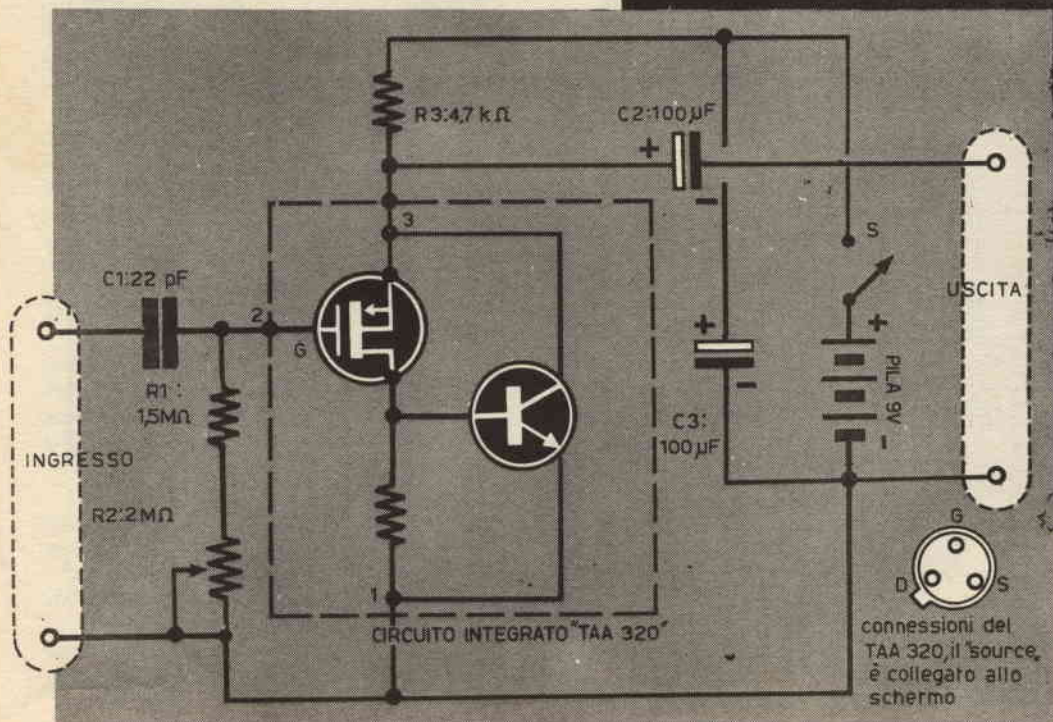 R3:4,7 kΩ
C2:100µF
+
-
3
S
C1:22 pF
2
G
USCITA
+
-
+
-
PILA 9V
R1:
1,5MΩ
C3:
100µF
INGRESSO
R2:2MΩ
1
CIRCUITO INTEGRATO "TAA 320"
G
D
S
connessioni del
TAA 320, il "source"
è collegato allo
schermo